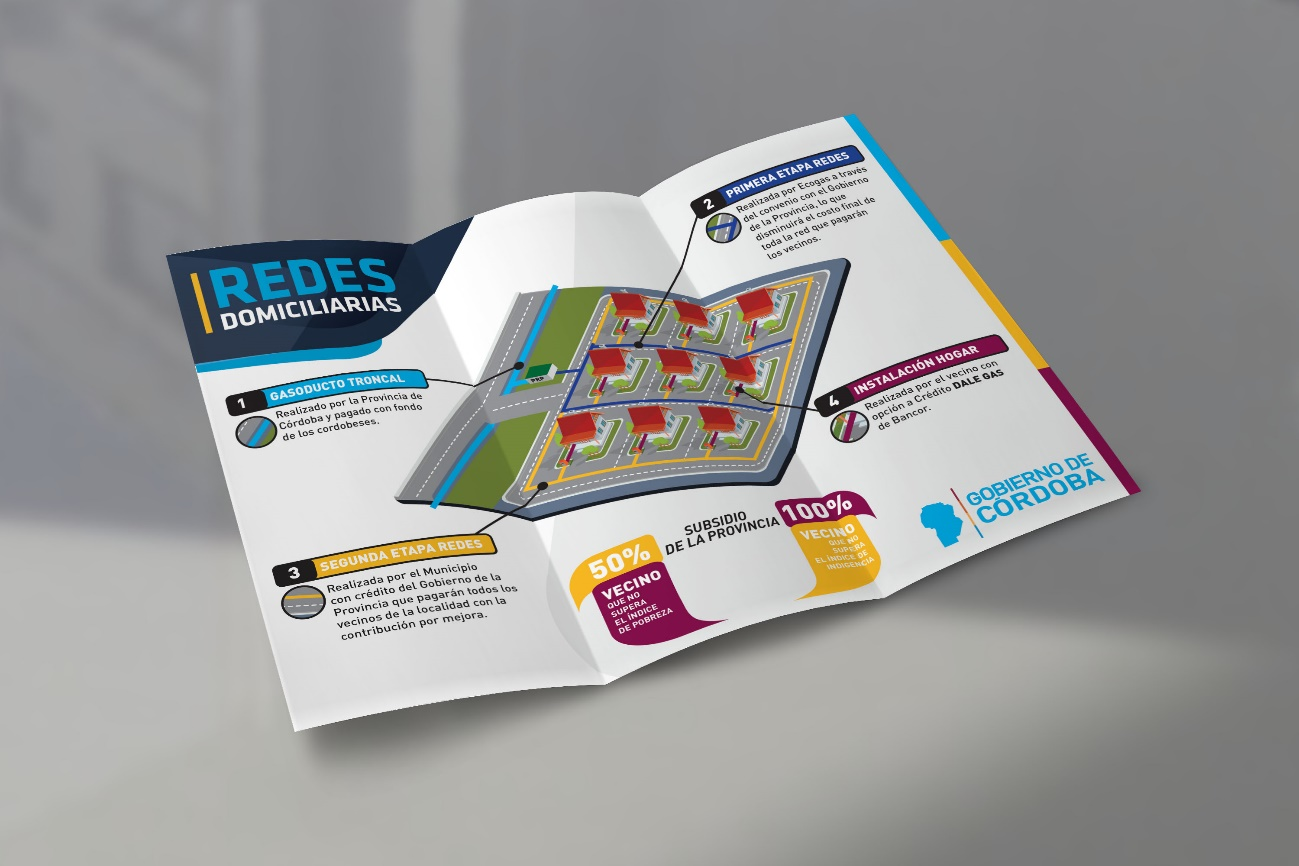 REDES
DOMICILIARIAS
1 GASODUCTO TRONCAL
Realizado por la Provincia de
Córdoba y pagado con fondo
de los cordobeses.
2 PRIMERA ETAPA REDES
Realizada por Ecogas a través
del convenio con el Gobierno
de la Provincia, lo que
disminuirá el costo final de
toda la red que pagarán
los vecinos.
PRP
4 INSTALACIÓN HOGAR
Realizada por el vecino con
opción a Crédito DALE GAS
de Bancor.
3 SEGUNDA ETAPA REDES
Realizada por el Municipio
con crédito del Gobierno de la
Provincia que pagarán todos los
vecinos de la localidad con la
contribución por mejora.
SUBSIDIO
DE LA PROVINCIA
50%
VECINO
QUE NO
SUPERA
EL ÍNDICE
DE POBREZA
100%
VECINO
QUE NO
SUPERA
EL ÍNDICE DE
INDIGENCIA
GOBIERNO DE
CÓRDOBA